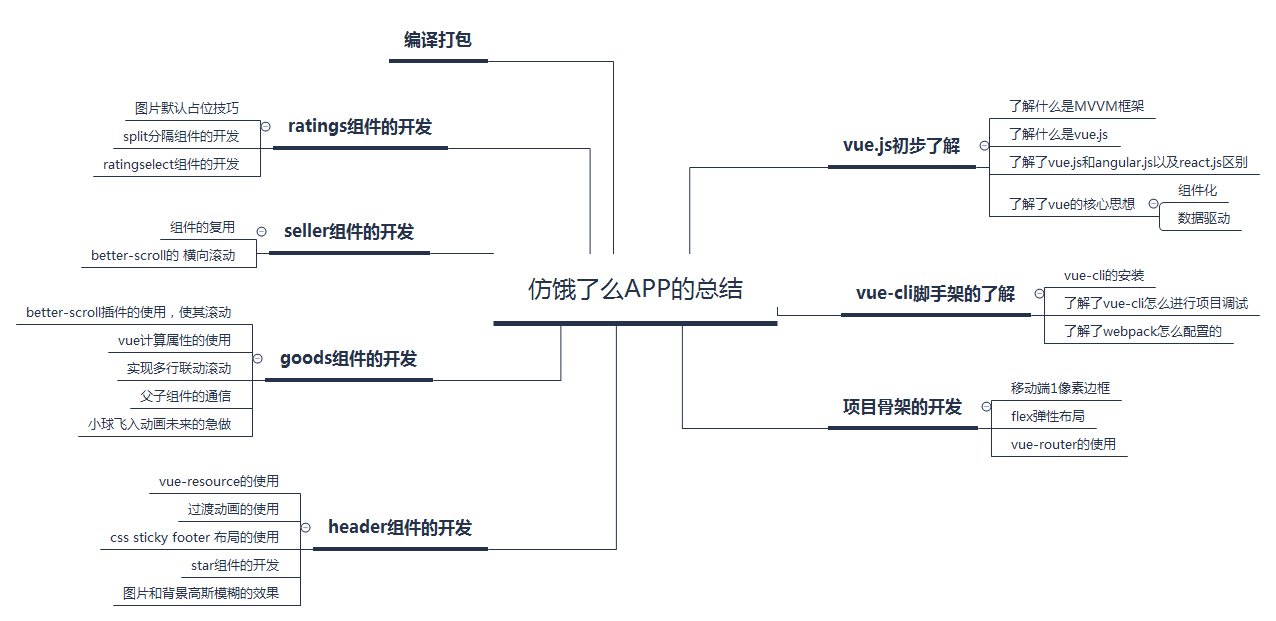 仿饿了么APP的总结
vue.js初步了解
了解什么是MVVM框架
了解什么是vue.js
了解了vue.js和angular.js以及react.js区别
了解了vue的核心思想
组件化
数据驱动
vue-cli脚手架的了解
vue-cli的安装
了解了vue-cli怎么进行项目调试
了解了webpack怎么配置的
项目骨架的开发
移动端1像素边框
flex弹性布局
vue-router的使用
header组件的开发
vue-resource的使用
过渡动画的使用
css sticky footer 布局的使用
star组件的开发
图片和背景高斯模糊的效果
goods组件的开发
better-scroll插件的使用，使其滚动
vue计算属性的使用
实现多行联动滚动
父子组件的通信
小球飞入动画未来的急做
seller组件的开发
组件的复用
better-scroll的 横向滚动
ratings组件的开发
图片默认占位技巧
split分隔组件的开发
ratingselect组件的开发
编译打包